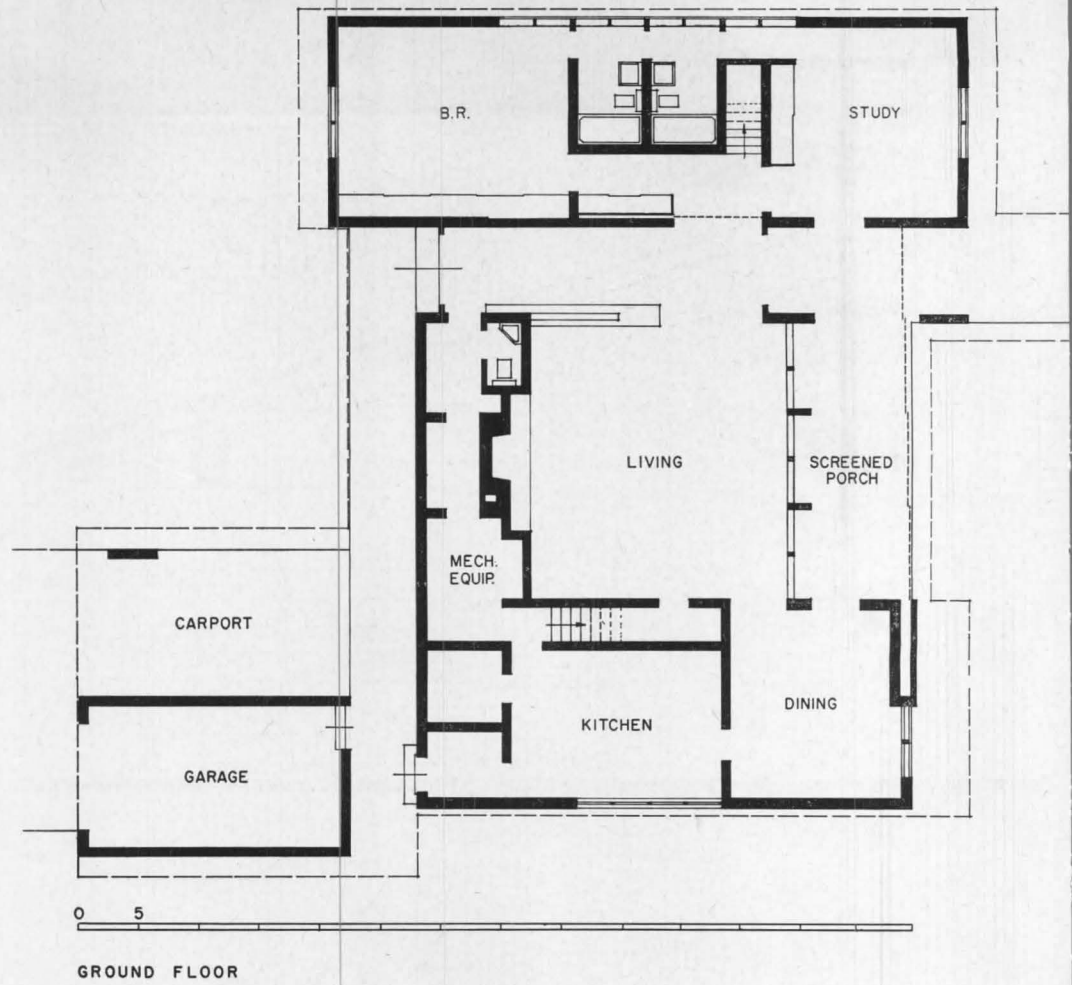 B.R.
STUDY
LIVING
SCREENED
PORCH
MECH.
EQUIP.
CARPORT
DINING
KITCHEN
GARAGE
0 5
GROUND FLOOR